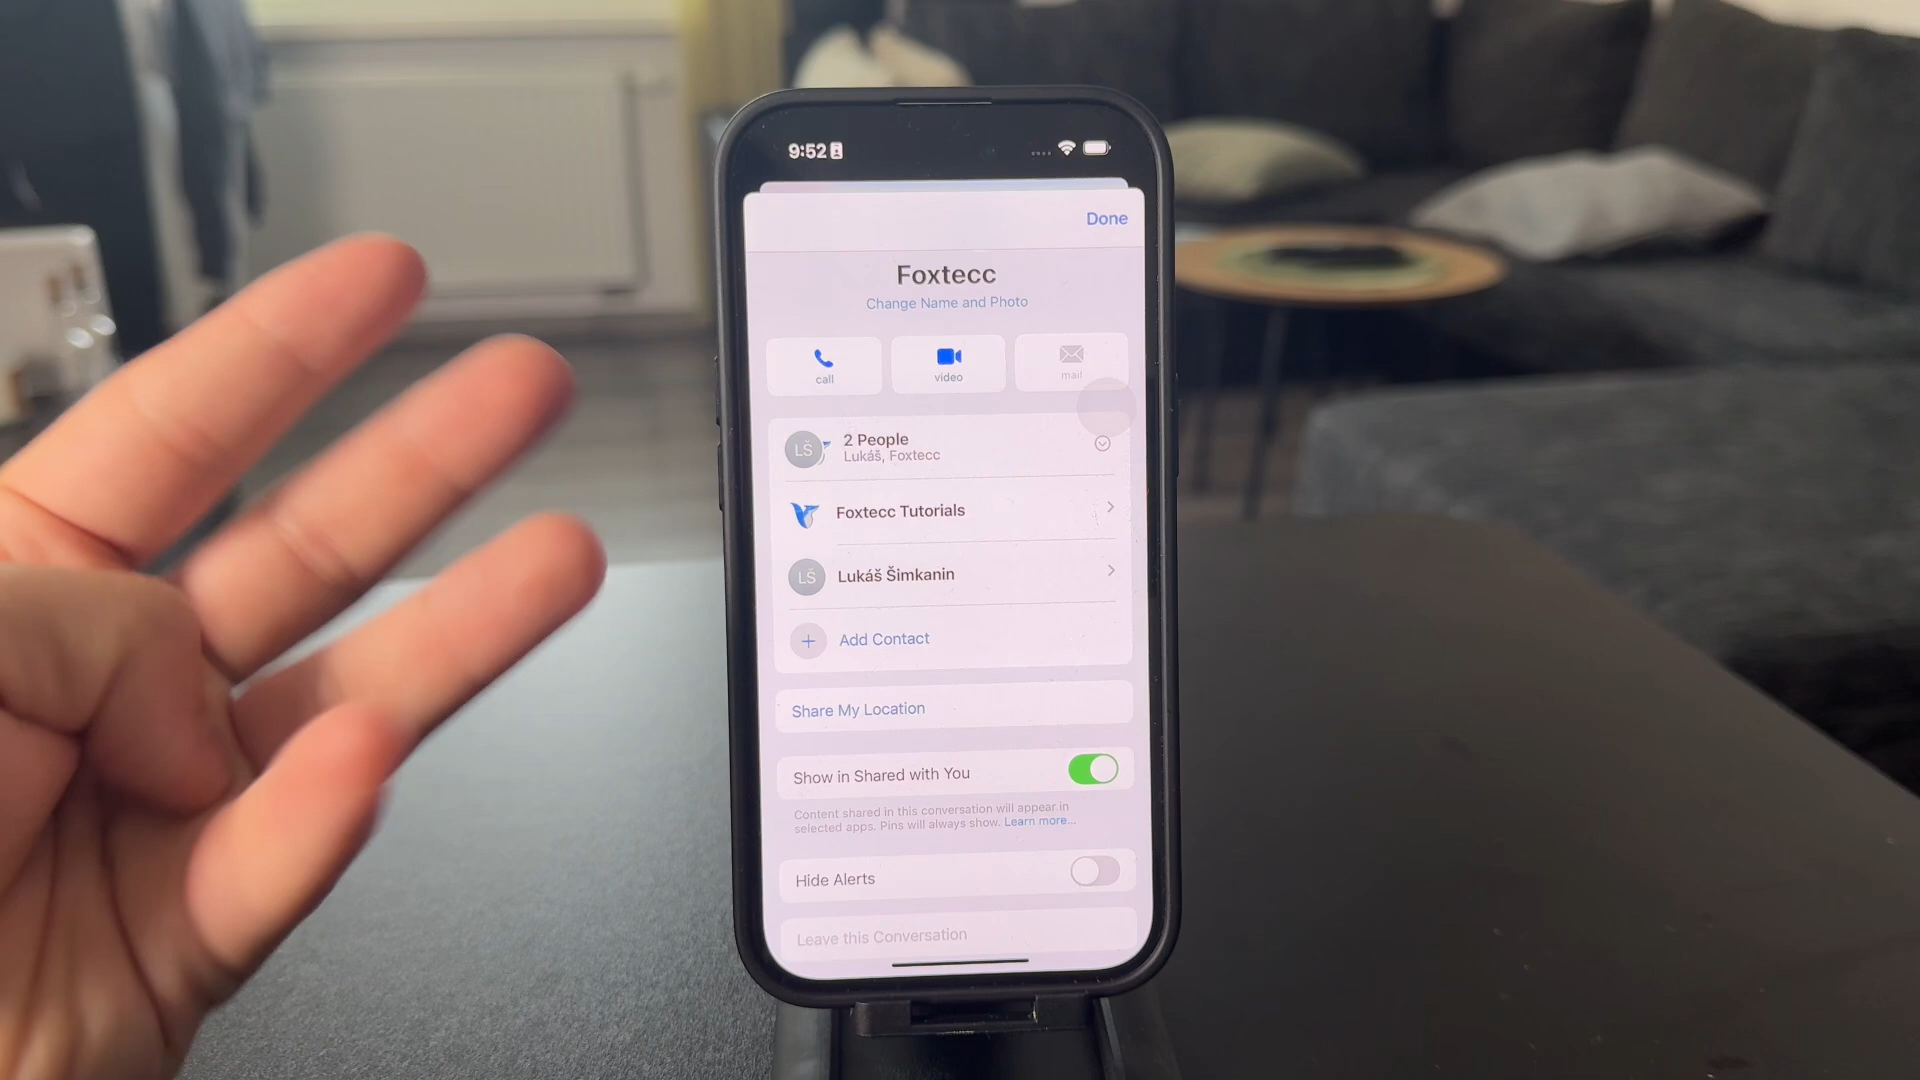 9:52
Done
Foxtecc
Change Name and Photo
call
video
mail
LŠ
2 People
Lukáš, Foxtecc
Foxtecc Tutorials
LŠ
Lukáš Šimkanin
Add Contact
Share My Location
Show in Shared with You
Content shared in this conversation will appear in
selected apps. Pins will always show. Learn more...
Hide Alerts
Leave this Conversation